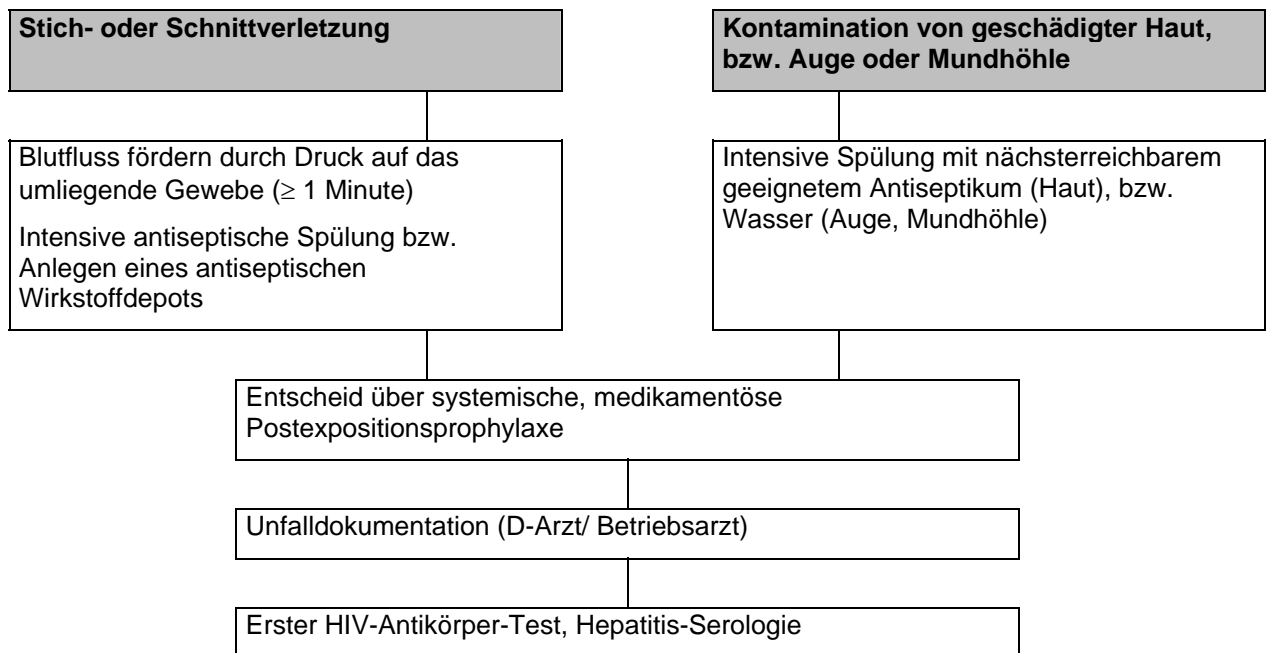 Stich- oder Schnittverletzung
Kontamination von geschädigter Haut,
bzw. Auge oder Mundhöhle
Blutfluss fördern durch Druck auf das
umliegende Gewebe (≥ 1 Minute)
Intensive antiseptische Spülung bzw.
Anlegen eines antiseptischen
Wirkstoffdepots
Intensive Spülung mit nächsterreichbarem
geeignetem Antiseptikum (Haut), bzw.
Wasser (Auge, Mundhöhle)
Entscheid über systemische, medikamentöse
Postexpositionsprophylaxe
Unfalldokumentation (D-Arzt/ Betriebsarzt)
Erster HIV-Antikörper-Test, Hepatitis-Serologie